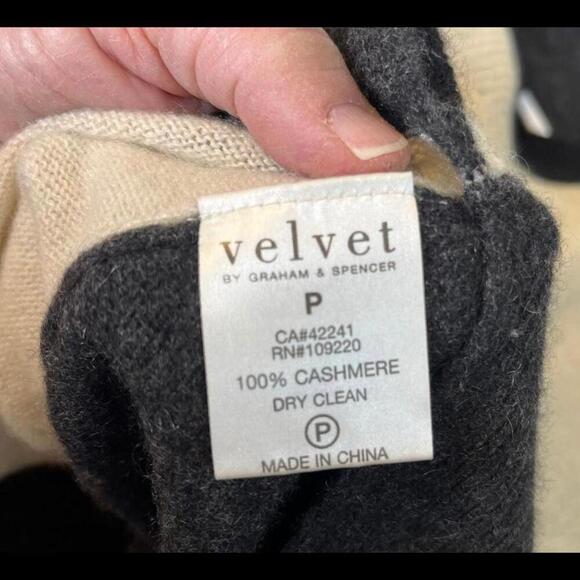 velvet
BY GRAHAM & SPENCER
P
CA#42241
RN#109220
100% CASHMERE
DRY CLEAN
P
MADE IN CHINA